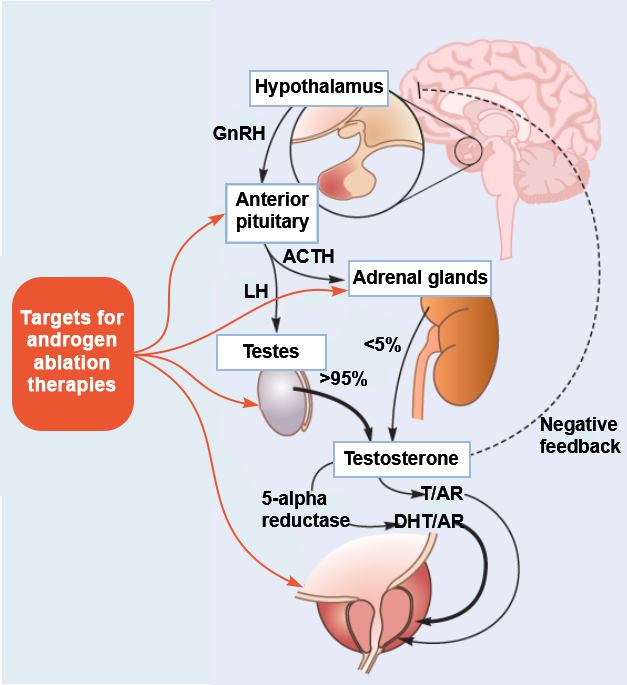 Hypothalamus
GnRH
Anterior
pituitary
ACTH
Adrenal glands
LH
Targets for
androgen
ablation
therapies
Testes
<5%
>95%
Negative
feedback
Testosterone
T/AR
5-alpha
reductase
DHT/AR